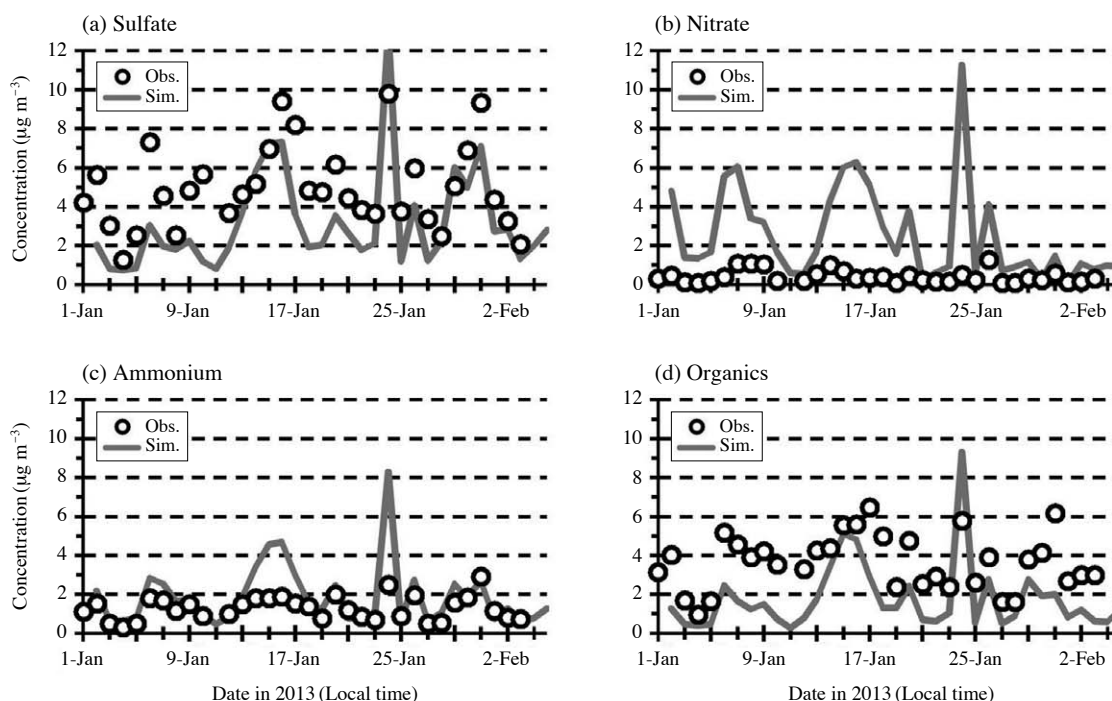 (a) Sulfate
12
10
8
6
4
2
0
Concentration (μg m⁻³)
Obs.
Sim.
1-Jan 9-Jan 17-Jan 25-Jan 2-Feb
(b) Nitrate
12
10
8
6
4
2
0
Obs.
Sim.
1-Jan 9-Jan 17-Jan 25-Jan 2-Feb
(c) Ammonium
12
10
8
6
4
2
0
Concentration (μg m⁻³)
Obs.
Sim.
1-Jan 9-Jan 17-Jan 25-Jan 2-Feb
Date in 2013 (Local time)
(d) Organics
12
10
8
6
4
2
0
Obs.
Sim.
1-Jan 9-Jan 17-Jan 25-Jan 2-Feb
Date in 2013 (Local time)